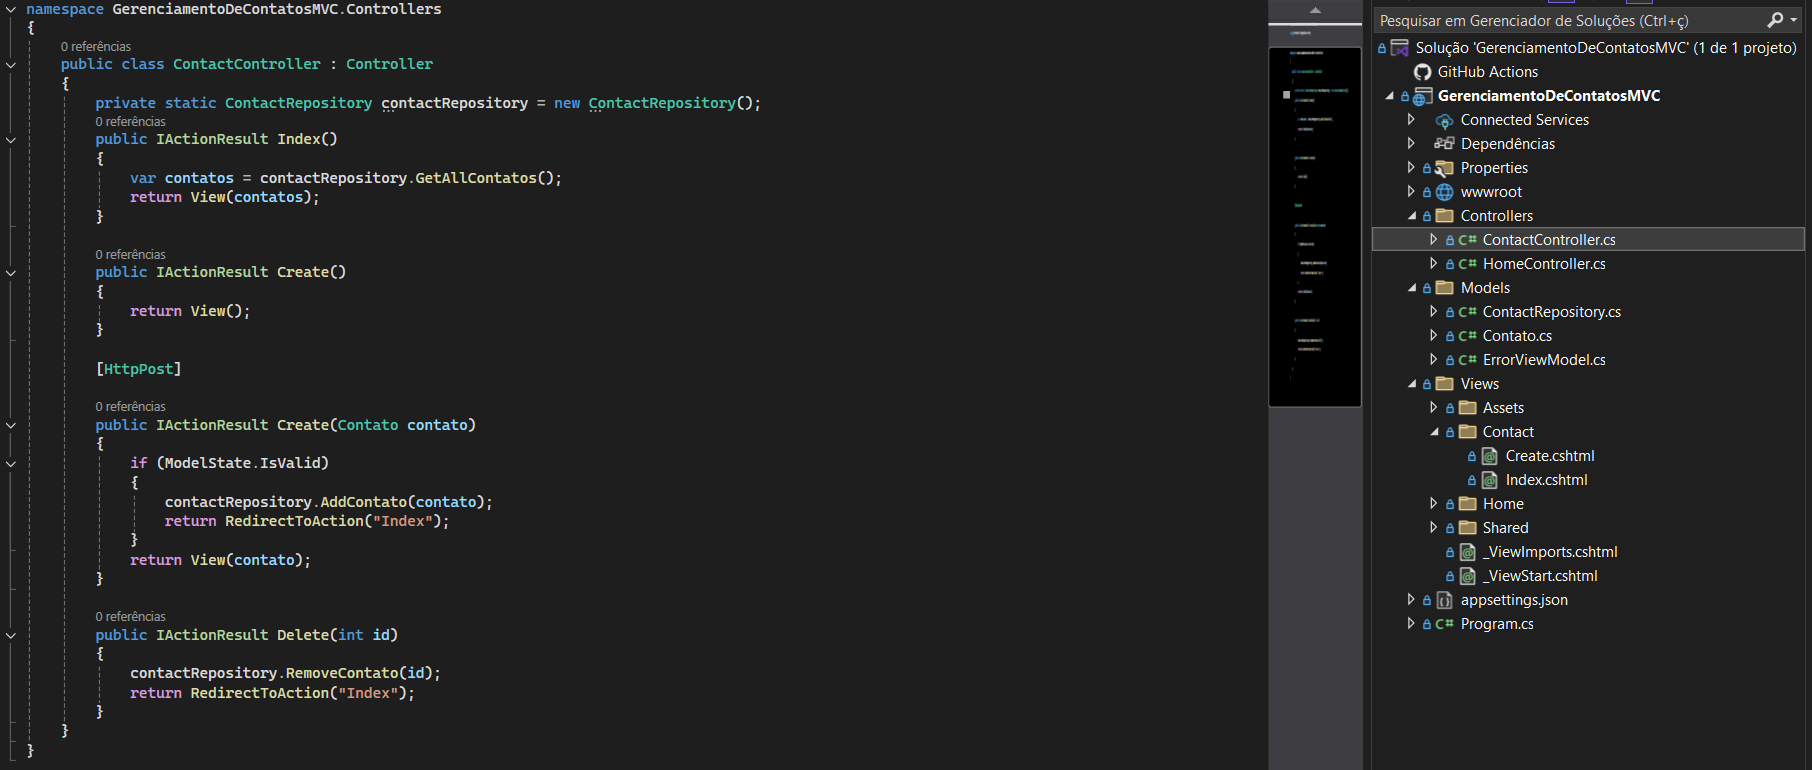 namespace GerenciamentoDeContatosMVC.Controllers
{
0 referências
public class ContactController : Controller
{
private static ContactRepository contactRepository = new ContactRepository();
0 referências
public IActionResult Index()
{
var contatos = contactRepository.GetAllContatos();
return View(contatos);
}
0 referências
public IActionResult Create()
{
return View();
}
[HttpPost]
0 referências
public IActionResult Create(Contato contato)
{
if (ModelState.IsValid)
{
contactRepository.AddContato(contato);
return RedirectToAction("Index");
}
return View(contato);
}
0 referências
public IActionResult Delete(int id)
{
contactRepository.RemoveContato(id);
return RedirectToAction("Index");
}
}
}
Pesquisar em Gerenciador de Soluções (Ctrl+ç)
Solução 'GerenciamentoDeContatosMVC' (1 de 1 projeto)
GitHub Actions
GerenciamentoDeContatosMVC
Connected Services
Dependências
Properties
wwwroot
Controllers
C# ContactController.cs
C# HomeController.cs
Models
C# ContactRepository.cs
C# Contato.cs
C# ErrorViewModel.cs
Views
Assets
Contact
Create.cshtml
Index.cshtml
Home
Shared
_ViewImports.cshtml
_ViewStart.cshtml
appsettings.json
C# Program.cs